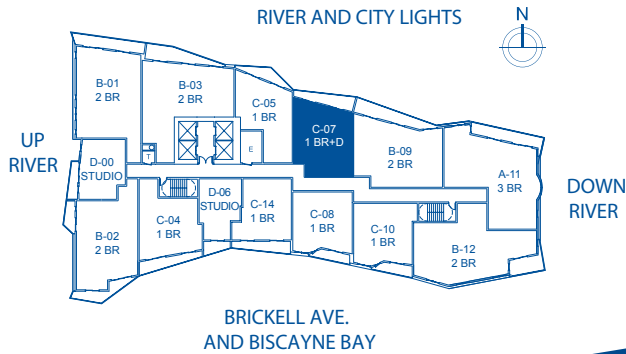 RIVER AND CITY LIGHTS
N
B-01
2 BR
B-03
2 BR
C-05
1 BR
C-07
1 BR+D
B-09
2 BR
A-11
3 BR
UP
RIVER
T
E
D-00
STUDIO
D-06
STUDIO
DOWN
RIVER
B-02
2 BR
C-04
1 BR
C-14
1 BR
C-08
1 BR
C-10
1 BR
B-12
2 BR
BRICKELL AVE.
AND BISCAYNE BAY